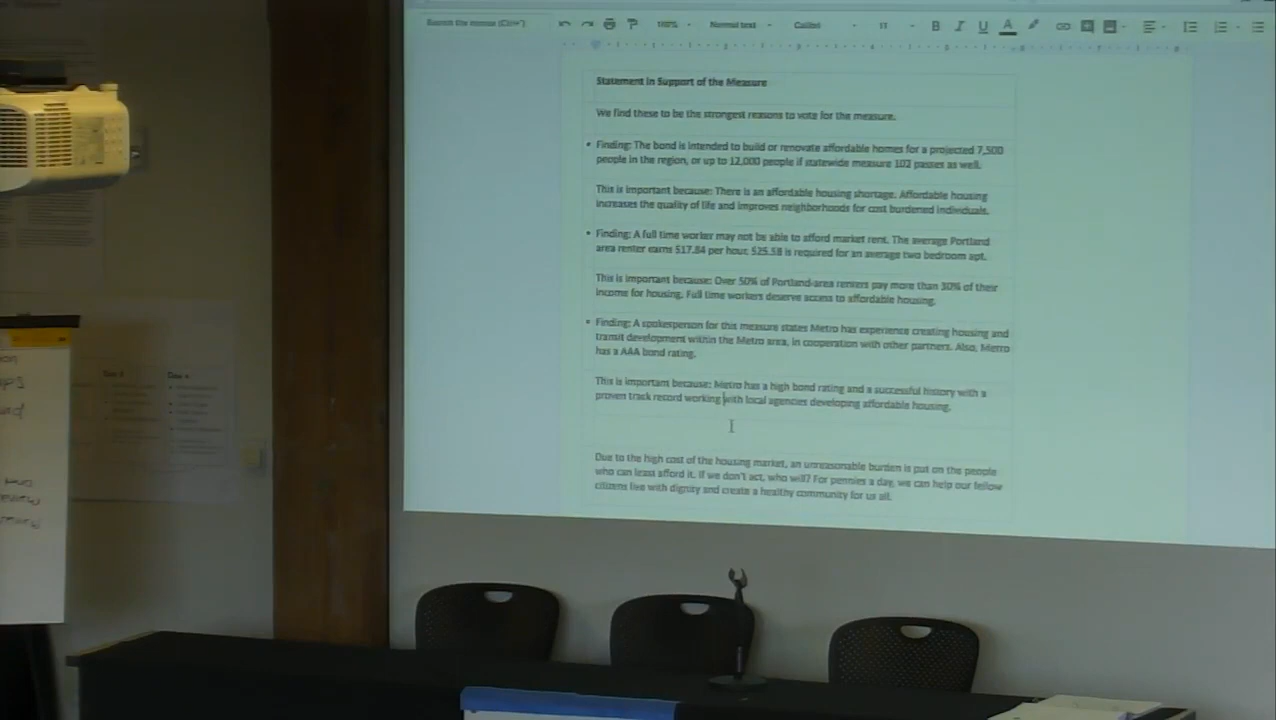 Search the menus (Ctrl+/)
100%
Normal text
Calibri
11
B I U A
Statement in Support of the Measure
We find these to be the strongest reasons to vote for the measure.
• Finding: The bond is intended to build or renovate affordable homes for a projected 7,500
people in the region, or up to 12,000 people if statewide measure 102 passes as well.
This is important because: There is an affordable housing shortage. Affordable housing
increases the quality of life and improves neighborhoods for cost burdened individuals.
• Finding: A full time worker may not be able to afford market rent. The average Portland
area renter earns $17.84 per hour. $25.58 is required for an average two bedroom apt.
This is important because: Over 50% of Portland-area renters pay more than 30% of their
income for housing. Full time workers deserve access to affordable housing.
• Finding: A spokesperson for this measure states Metro has experience creating housing and
transit development within the Metro area, in cooperation with other partners. Also, Metro
has a AAA bond rating.
This is important because: Metro has a high bond rating and a successful history with a
proven track record working with local agencies developing affordable housing.
Due to the high cost of the housing market, an unreasonable burden is put on the people
who can least afford it. If we don't act, who will? For pennies a day, we can help our fellow
citizens live with dignity and create a healthy community for us all.